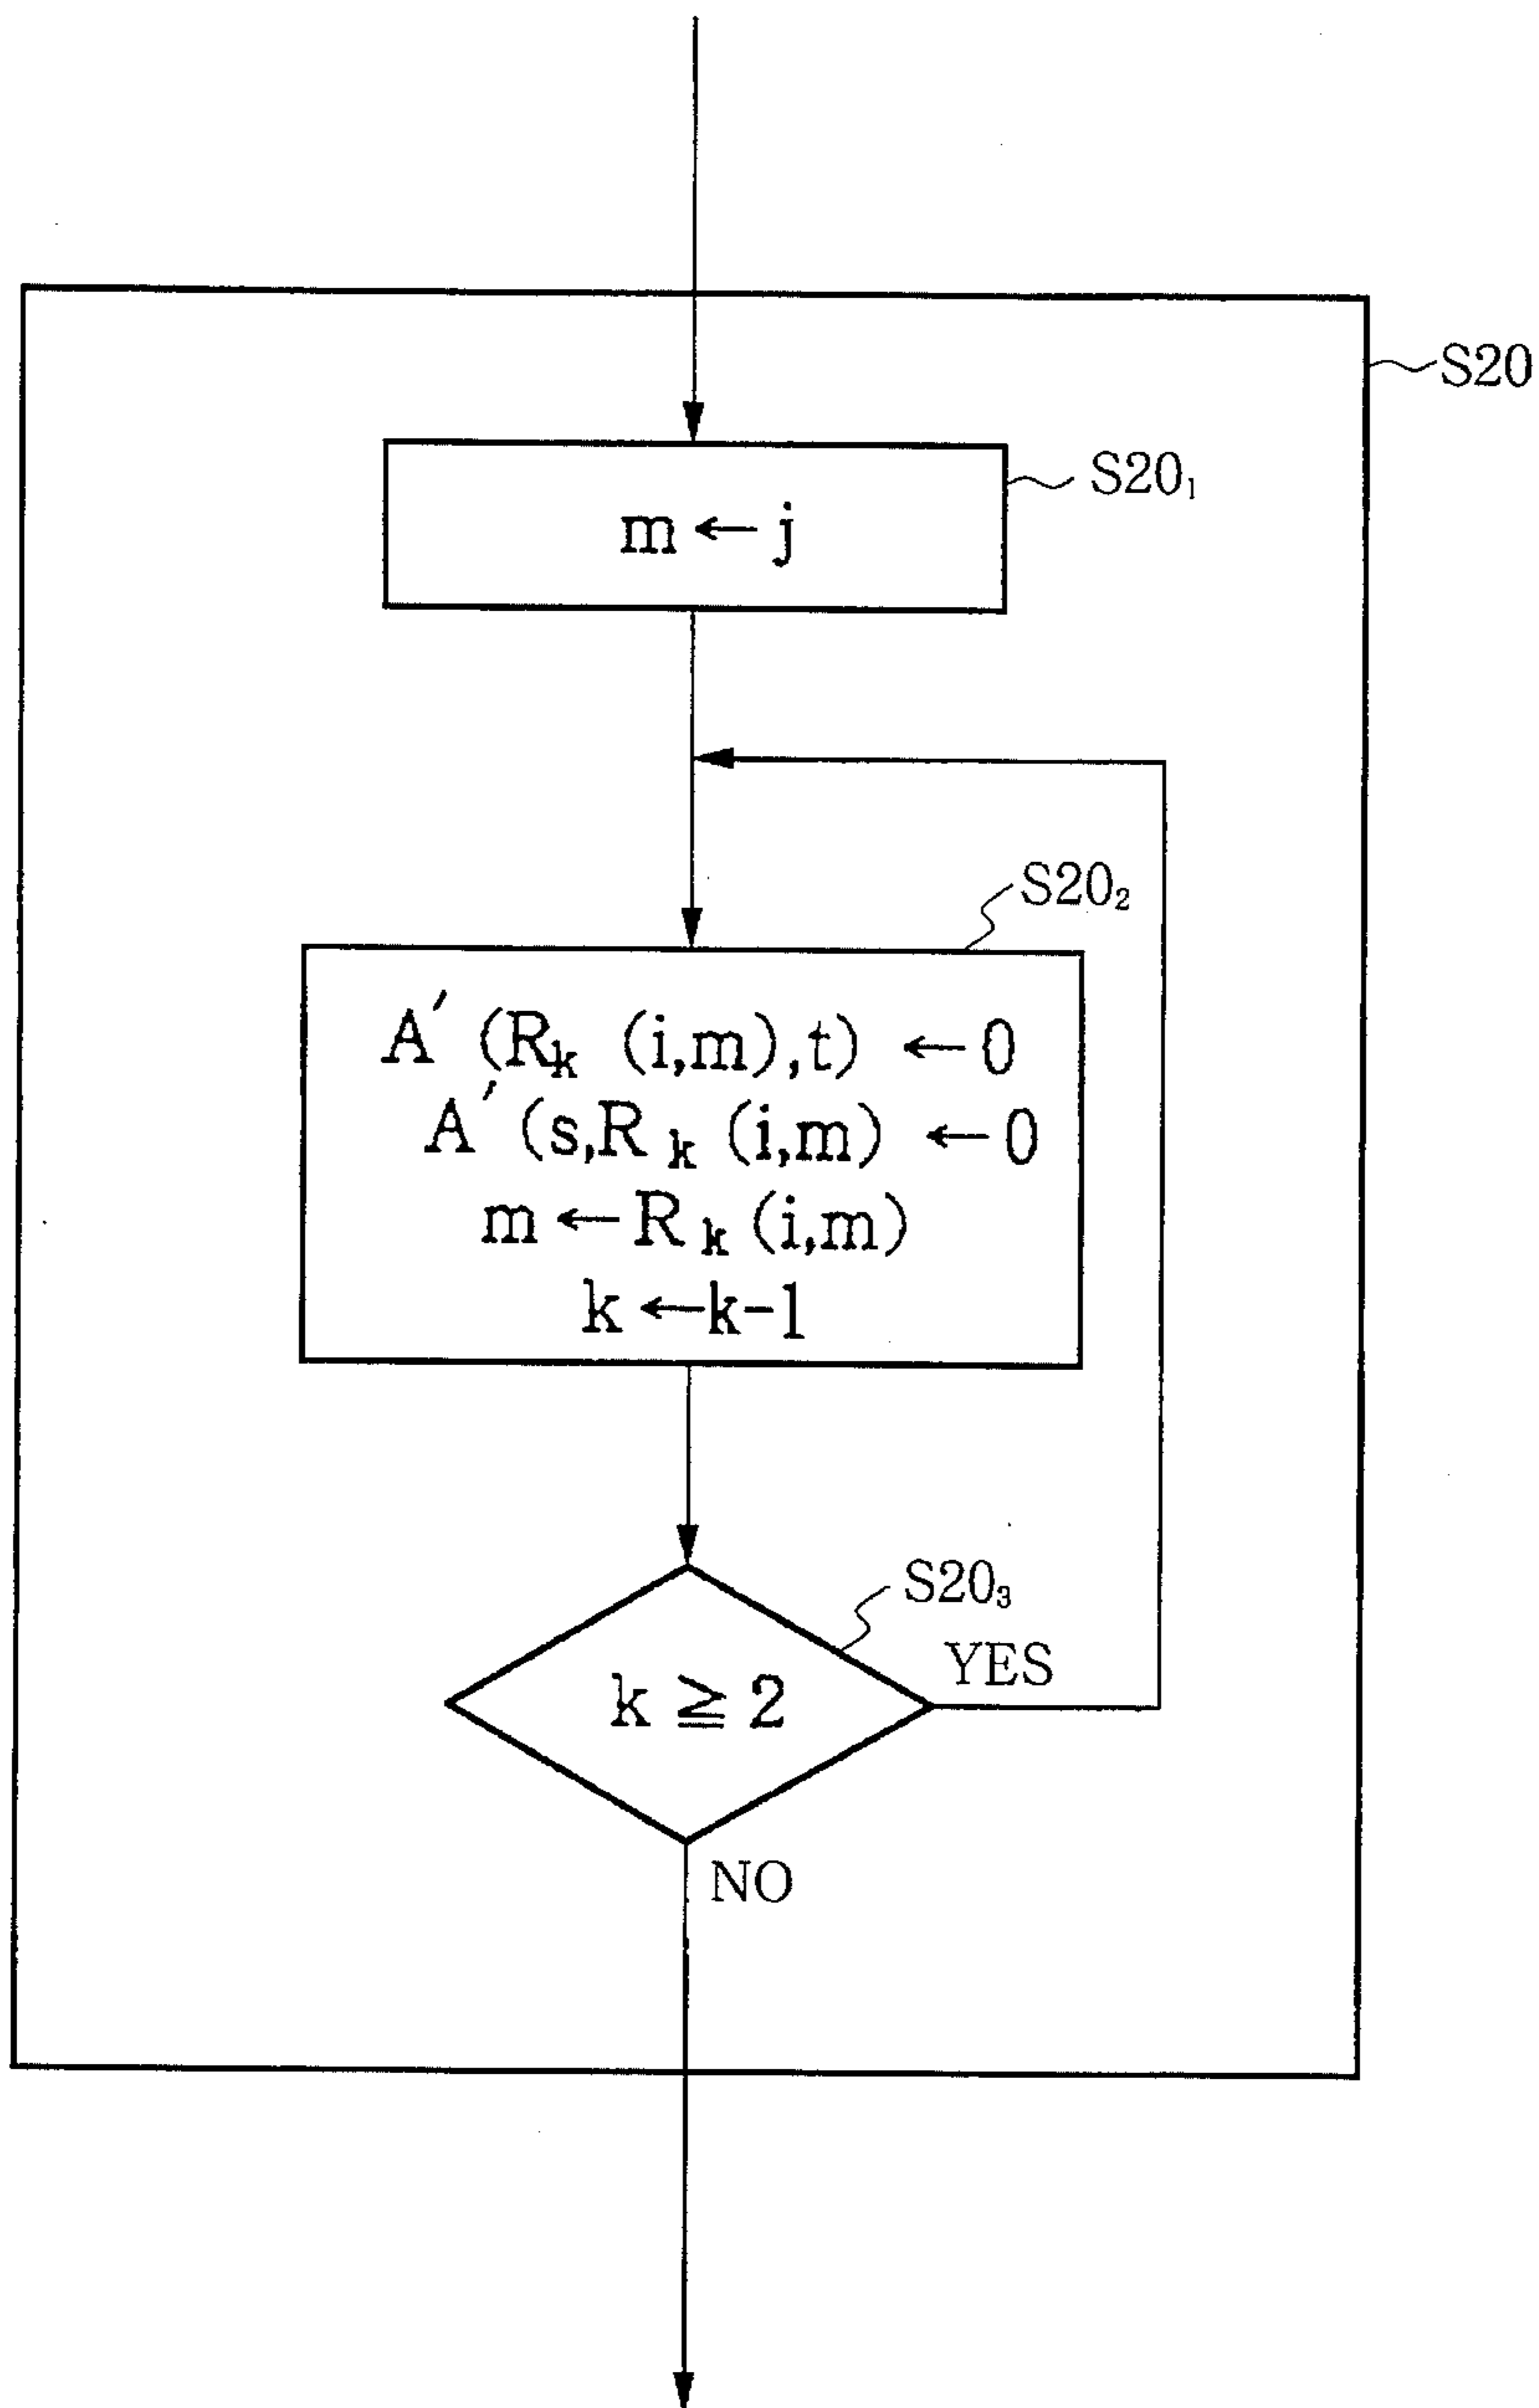 S20
S20₁
m ← j
S20₂
A′ (Rₖ (i,m),t) ← 0
A′ (s,Rₖ (i,m) ← 0
m ← Rₖ (i,m)
k ← k-1
S20₃
YES
k ≧ 2
NO